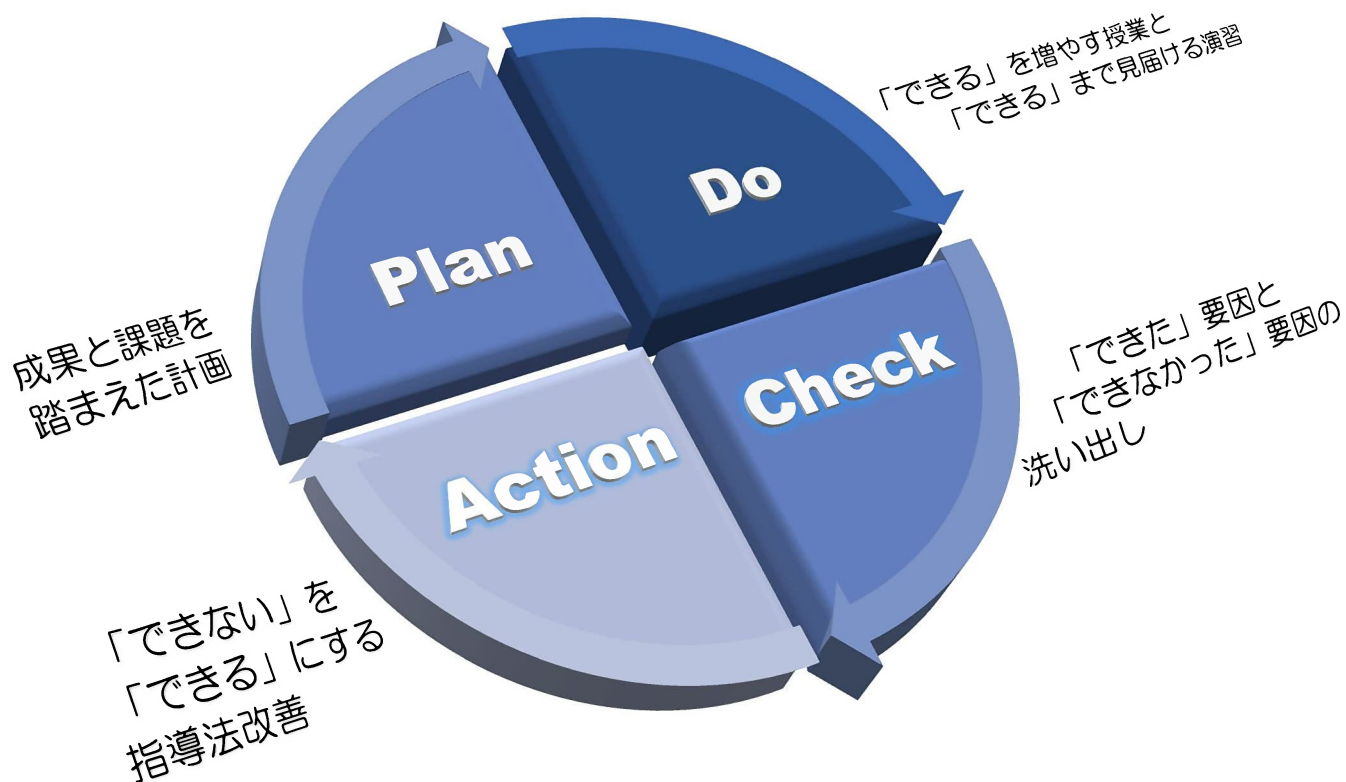 Plan
成果と課題を
踏まえた計画
Do
「できる」を増やす授業と
「できる」まで見届ける演習
Check
「できた」要因と
「できなかった」要因の
洗い出し
Action
「できない」を
「できる」にする
指導法改善